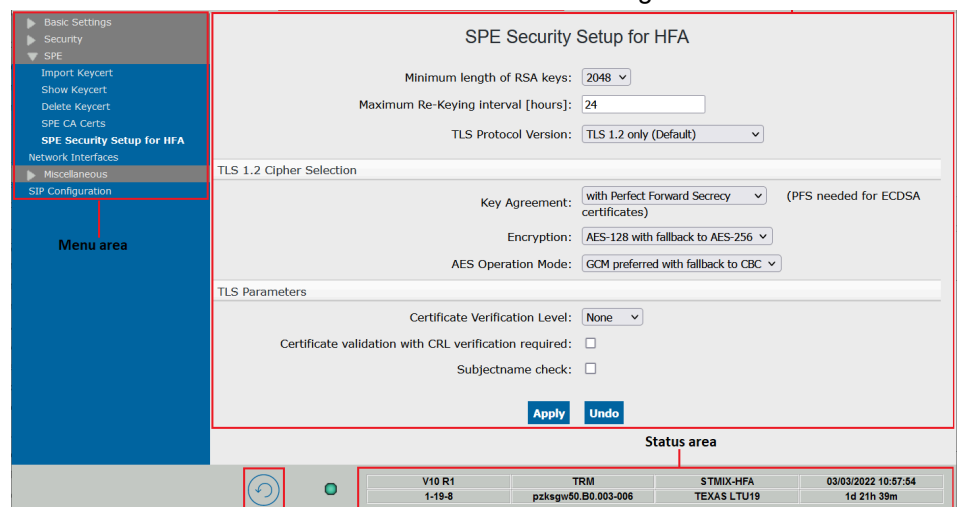 Basic Settings
Security
SPE
Import Keycert
Show Keycert
Delete Keycert
SPE CA Certs
SPE Security Setup for HFA
Network Interfaces
Miscellaneous
SIP Configuration
Menu area
SPE Security Setup for HFA
Minimum length of RSA keys: 2048
Maximum Re-Keying interval [hours]: 24
TLS Protocol Version: TLS 1.2 only (Default)
TLS 1.2 Cipher Selection
Key Agreement: with Perfect Forward Secrecy (PFS needed for ECDSA
certificates)
Encryption: AES-128 with fallback to AES-256
AES Operation Mode: GCM preferred with fallback to CBC
TLS Parameters
Certificate Verification Level: None
Certificate validation with CRL verification required:
Subjectname check:
Apply Undo
Status area
V10 R1 TRM STMIX-HFA 03/03/2022 10:57:54
1-19-8 pzksgw50.B0.003-006 TEXAS LTU19 1d 21h 39m